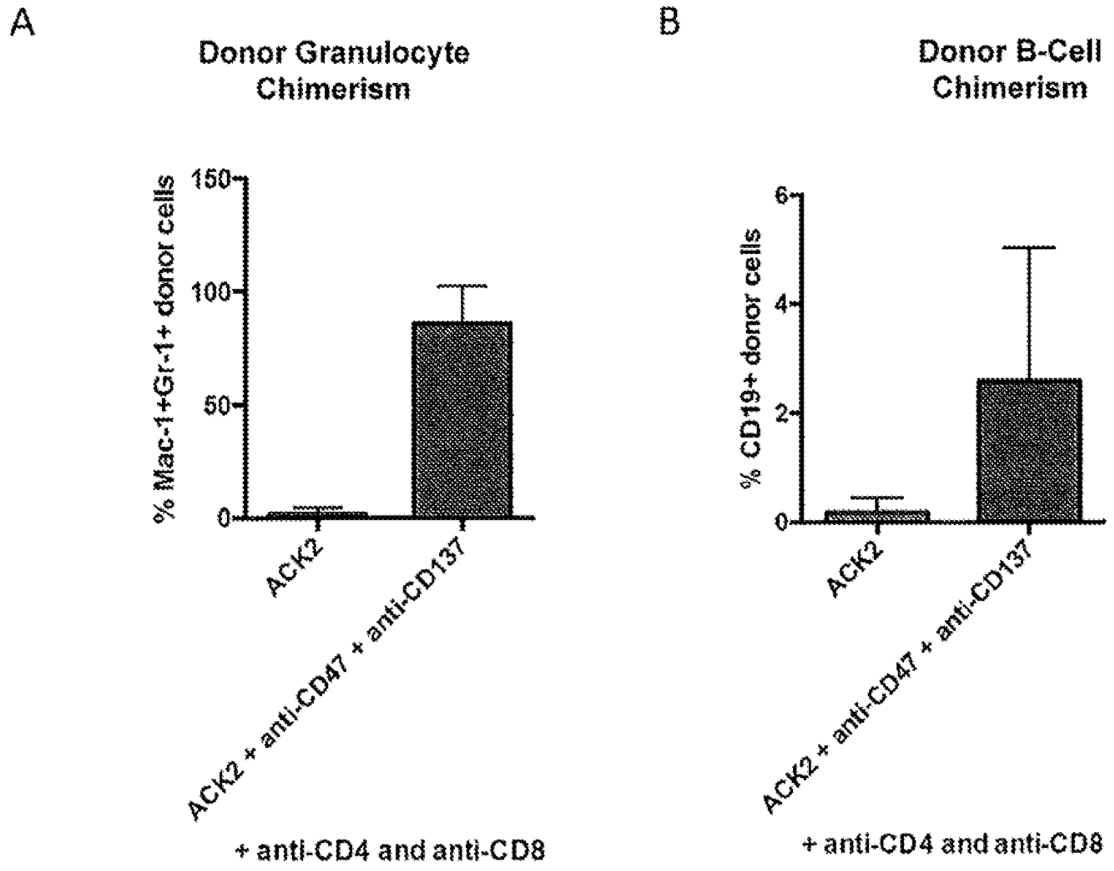 A
Donor Granulocyte
Chimerism
% Mac-1+Gr-1+ donor cells
150
100
50
0
ACK2
ACK2 + anti-CD47 + anti-CD137
+ anti-CD4 and anti-CD8
B
Donor B-Cell
Chimerism
% CD19+ donor cells
6
4
2
0
ACK2
ACK2 + anti-CD47 + anti-CD137
+ anti-CD4 and anti-CD8